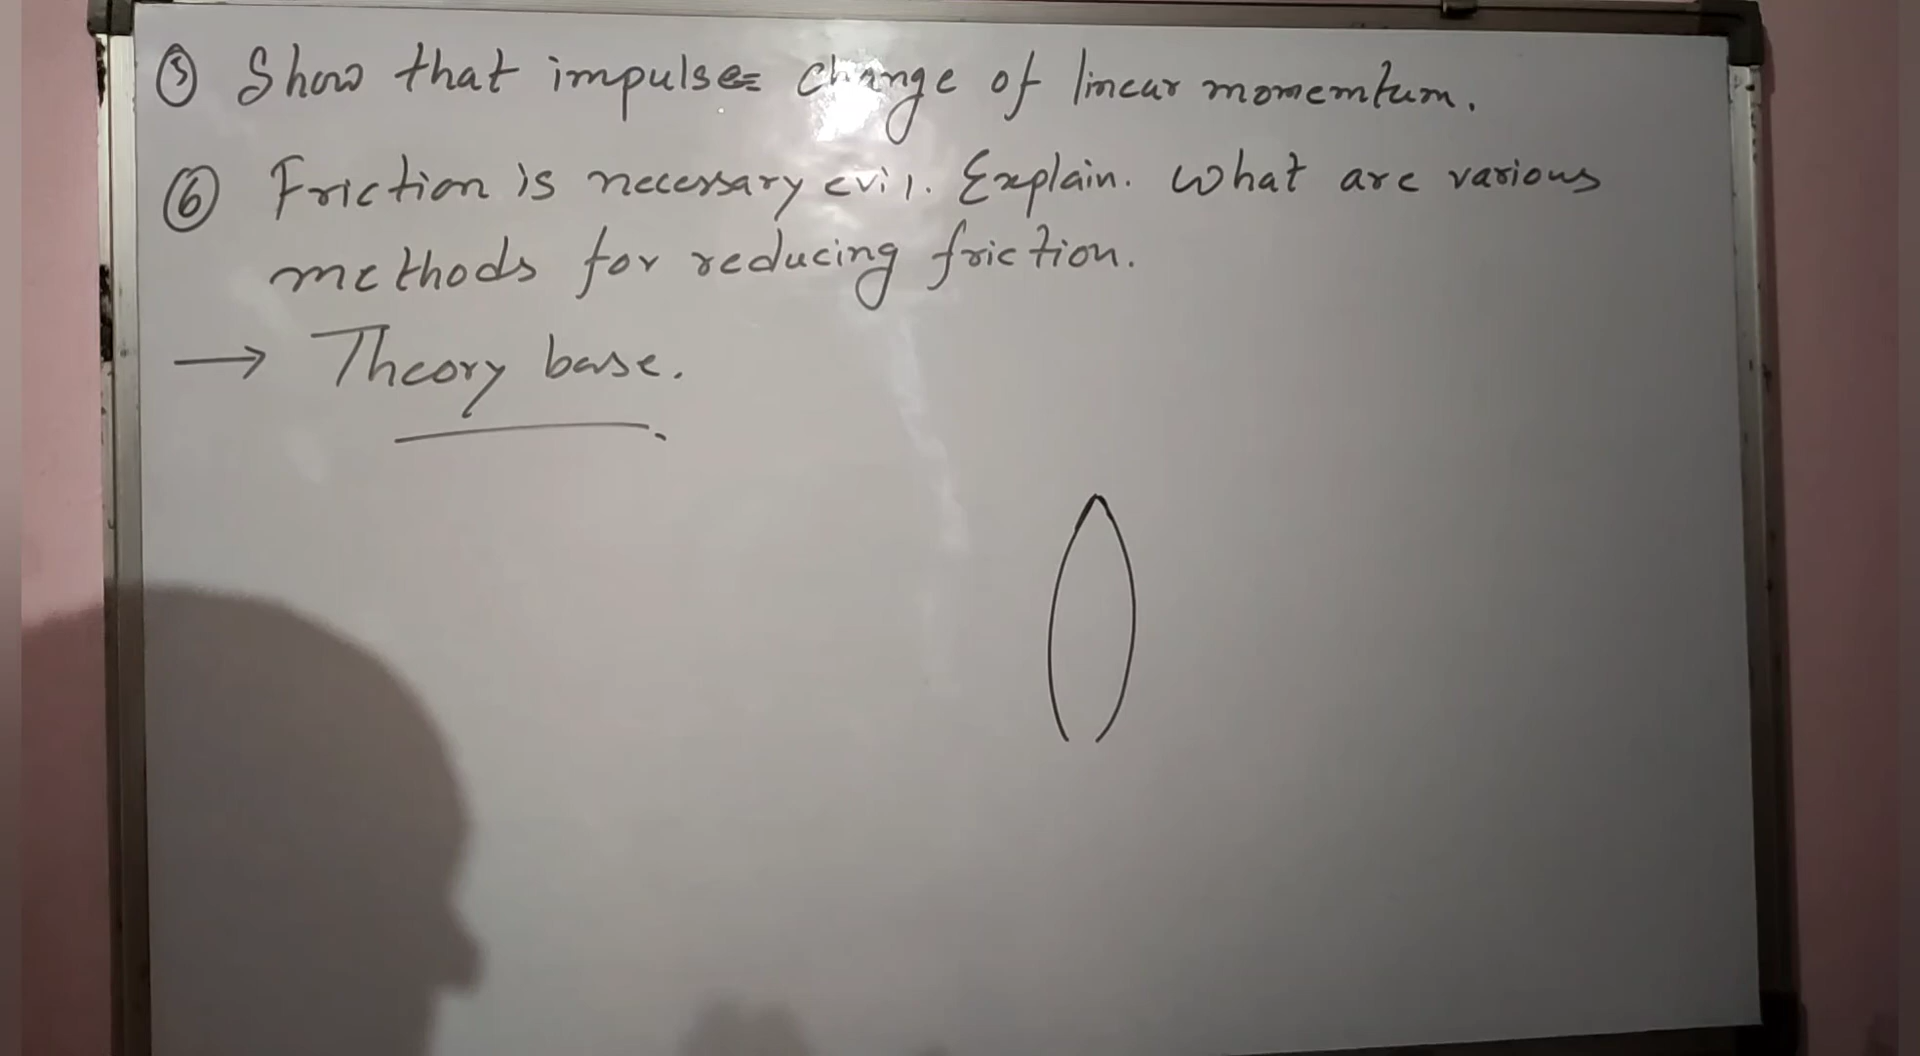 ⑤ Show that impulse= change of linear momentum.
⑥ Friction is necessary evil. Explain. What are various
methods for reducing friction.
→ Theory base.